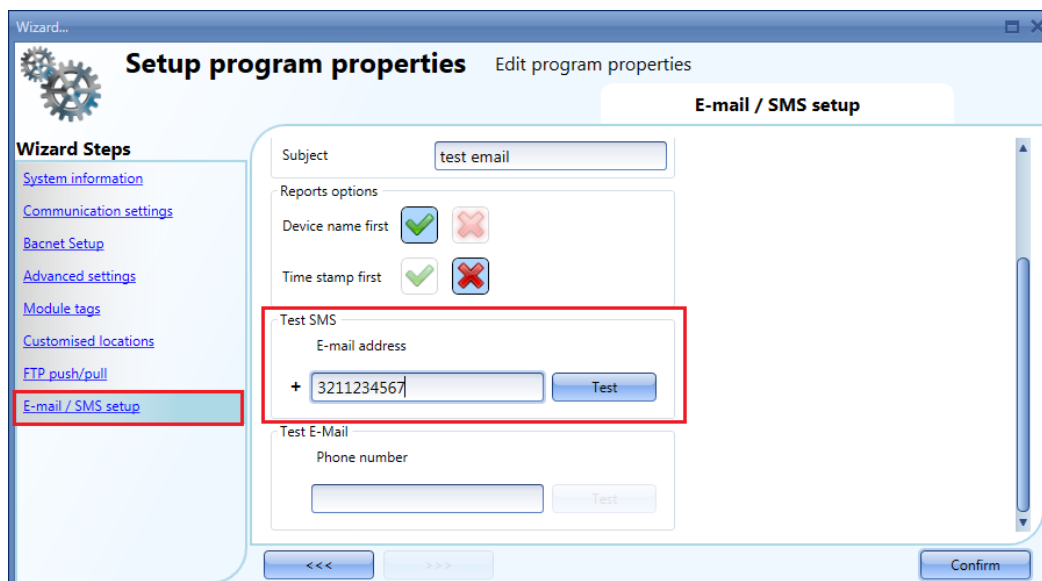 Wizard...
Setup program properties Edit program properties
E-mail / SMS setup
Wizard Steps
System information
Communication settings
Bacnet Setup
Advanced settings
Module tags
Customised locations
FTP push/pull
E-mail / SMS setup
Subject test email
Reports options
Device name first
Time stamp first
Test SMS
E-mail address
+ 3211234567 Test
Test E-Mail
Phone number
Test
<<< >>> Confirm